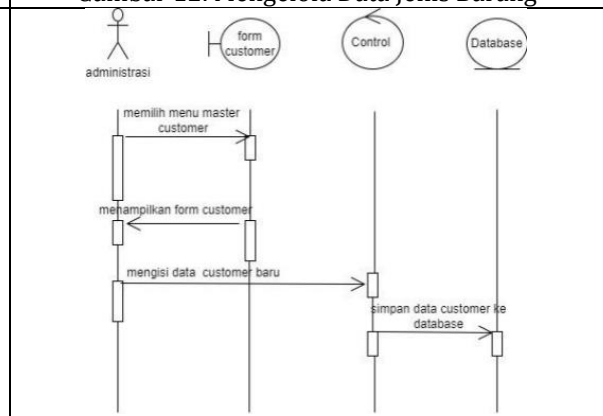 Gambar 12. Mengelola Data Jenis Barang
form
customer
Control
Database
administrasi
memilih menu master
customer
menampilkan form customer
mengisi data customer baru
simpan data customer ke
database